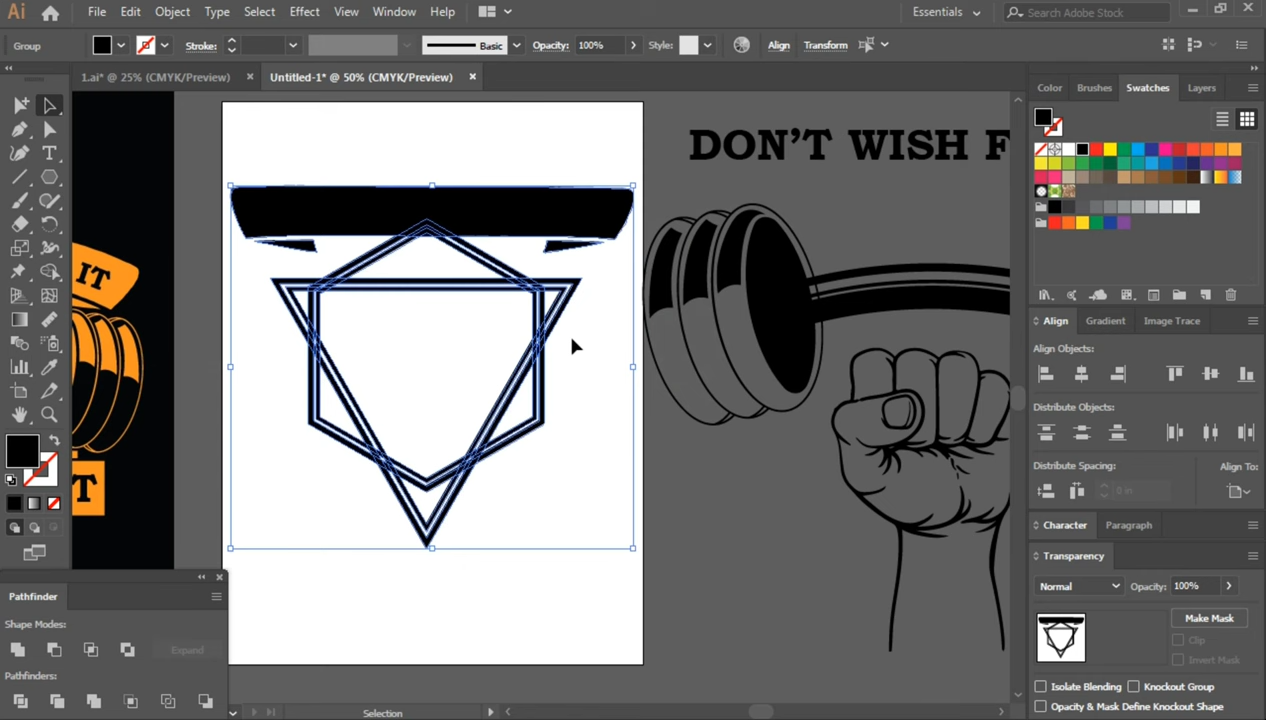 Ai File Edit Object Type Select Effect View Window Help Essentials Search Adobe Stock
Group Stroke: Basic Opacity: 100% Style: Align Transform
1.ai* @ 25% (CMYK/Preview) Untitled-1* @ 50% (CMYK/Preview)
Color Brushes Swatches Layers
DON'T WISH F
IT
T
Align Gradient Image Trace
Align Objects:
Distribute Objects:
Distribute Spacing: Align To:
0 in
Character Paragraph
Transparency
Normal Opacity: 100%
Make Mask
Clip
Invert Mask
Isolate Blending Knockout Group
Opacity & Mask Define Knockout Shape
Pathfinder
Shape Modes:
Expand
Pathfinders:
Selection